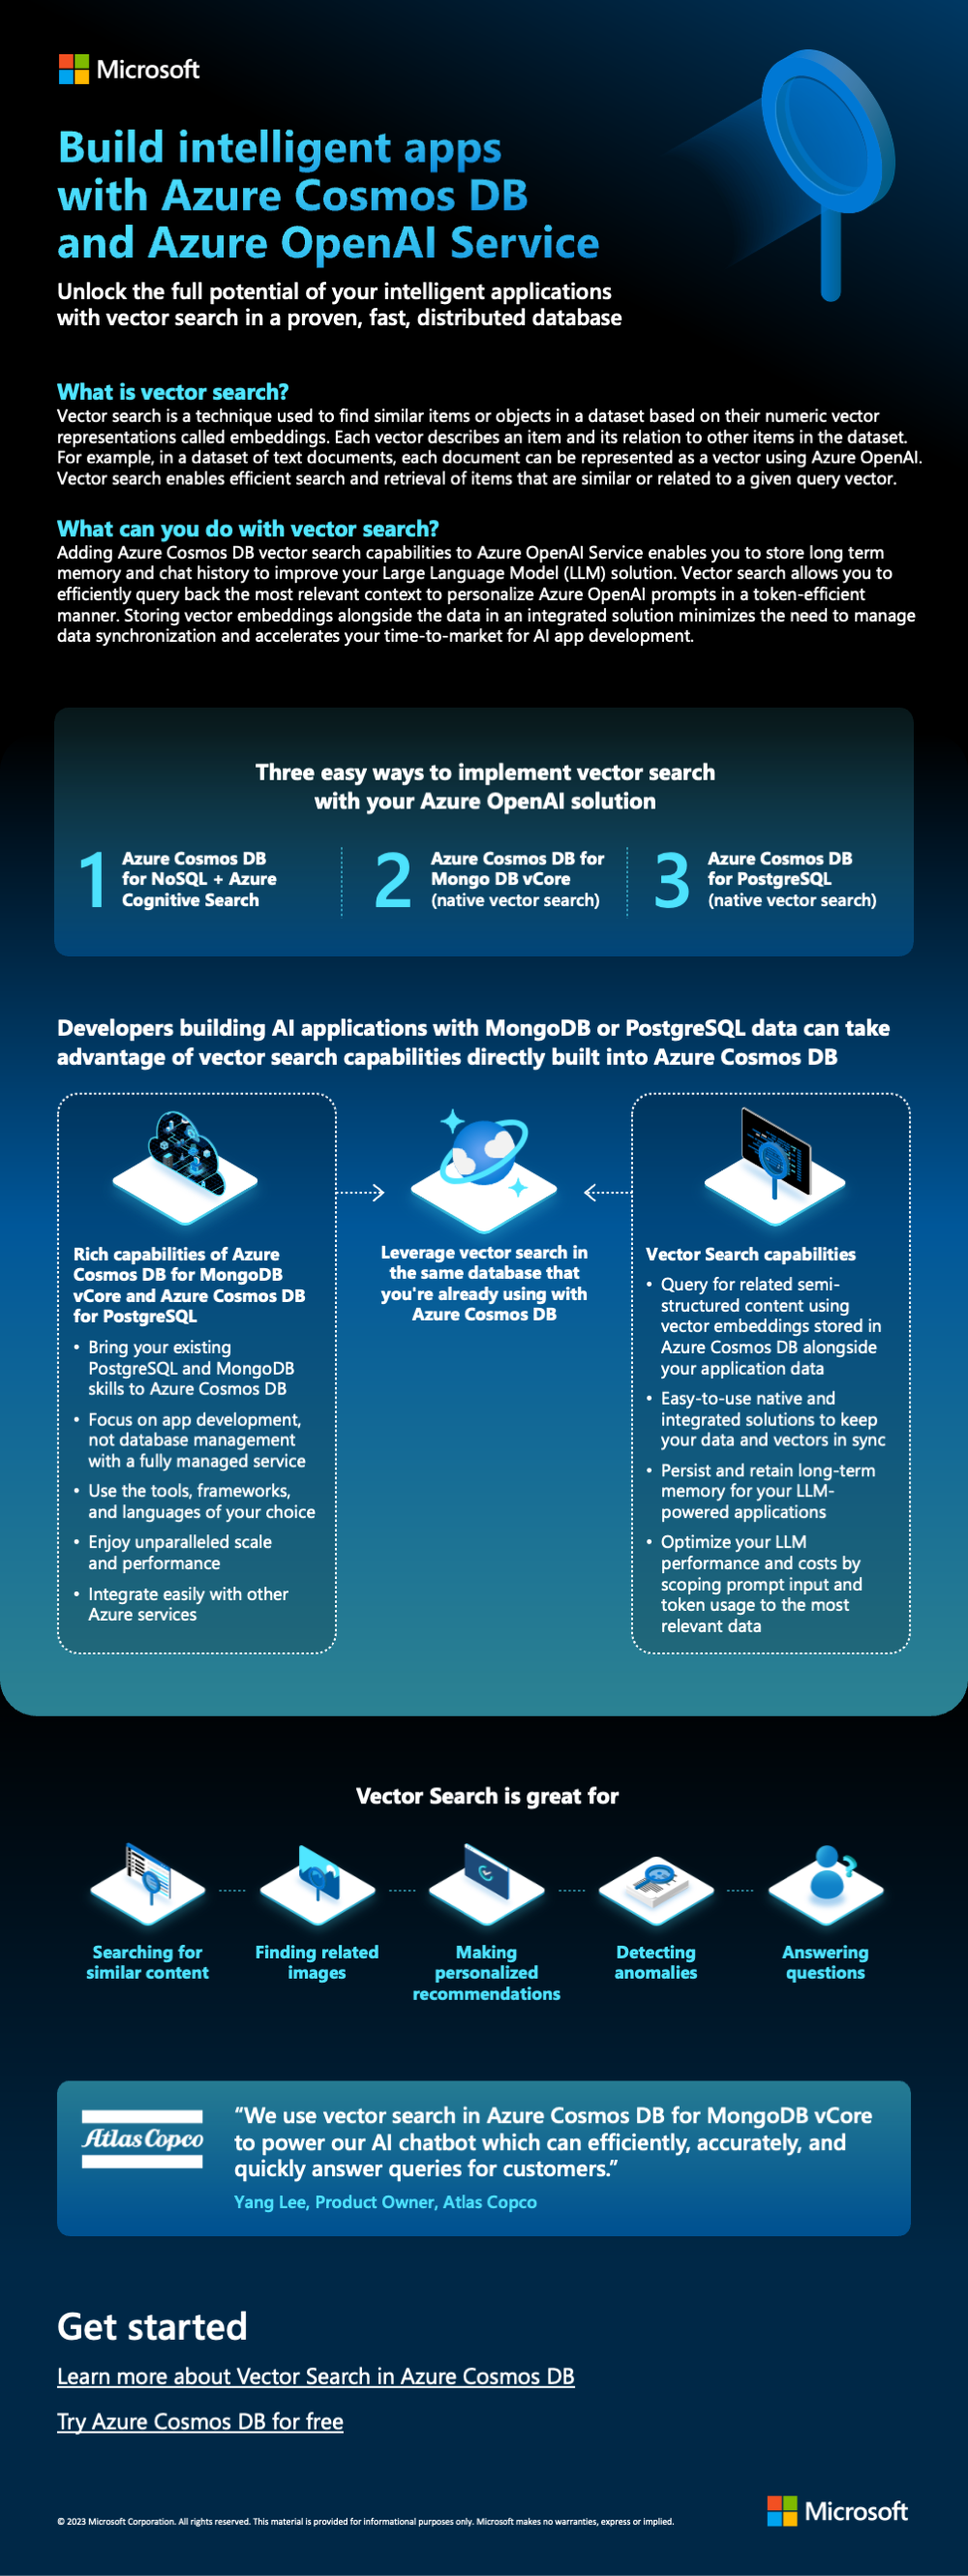 Microsoft
Build intelligent apps
with Azure Cosmos DB
and Azure OpenAI Service
Unlock the full potential of your intelligent applications
with vector search in a proven, fast, distributed database
What is vector search?
Vector search is a technique used to find similar items or objects in a dataset based on their numeric vector
representations called embeddings. Each vector describes an item and its relation to other items in the dataset.
For example, in a dataset of text documents, each document can be represented as a vector using Azure OpenAI.
Vector search enables efficient search and retrieval of items that are similar or related to a given query vector.
What can you do with vector search?
Adding Azure Cosmos DB vector search capabilities to Azure OpenAI Service enables you to store long term
memory and chat history to improve your Large Language Model (LLM) solution. Vector search allows you to
efficiently query back the most relevant context to personalize Azure OpenAI prompts in a token-efficient
manner. Storing vector embeddings alongside the data in an integrated solution minimizes the need to manage
data synchronization and accelerates your time-to-market for AI app development.
Three easy ways to implement vector search
with your Azure OpenAI solution
1
Azure Cosmos DB
for NoSQL + Azure
Cognitive Search
2
Azure Cosmos DB for
Mongo DB vCore
(native vector search)
3
Azure Cosmos DB
for PostgreSQL
(native vector search)
Developers building AI applications with MongoDB or PostgreSQL data can take
advantage of vector search capabilities directly built into Azure Cosmos DB
Rich capabilities of Azure
Cosmos DB for MongoDB
vCore and Azure Cosmos DB
for PostgreSQL
• Bring your existing
PostgreSQL and MongoDB
skills to Azure Cosmos DB
• Focus on app development,
not database management
with a fully managed service
• Use the tools, frameworks,
and languages of your choice
• Enjoy unparalleled scale
and performance
• Integrate easily with other
Azure services
Leverage vector search in
the same database that
you're already using with
Azure Cosmos DB
Vector Search capabilities
• Query for related semi-
structured content using
vector embeddings stored in
Azure Cosmos DB alongside
your application data
• Easy-to-use native and
integrated solutions to keep
your data and vectors in sync
• Persist and retain long-term
memory for your LLM-
powered applications
• Optimize your LLM
performance and costs by
scoping prompt input and
token usage to the most
relevant data
Vector Search is great for
Searching for
similar content
Finding related
images
Making
personalized
recommendations
Detecting
anomalies
Answering
questions
Atlas Copco
“We use vector search in Azure Cosmos DB for MongoDB vCore
to power our AI chatbot which can efficiently, accurately, and
quickly answer queries for customers.”
Yang Lee, Product Owner, Atlas Copco
Get started
Learn more about Vector Search in Azure Cosmos DB
Try Azure Cosmos DB for free
© 2023 Microsoft Corporation. All rights reserved. This material is provided for informational purposes only. Microsoft makes no warranties, express or implied.
Microsoft